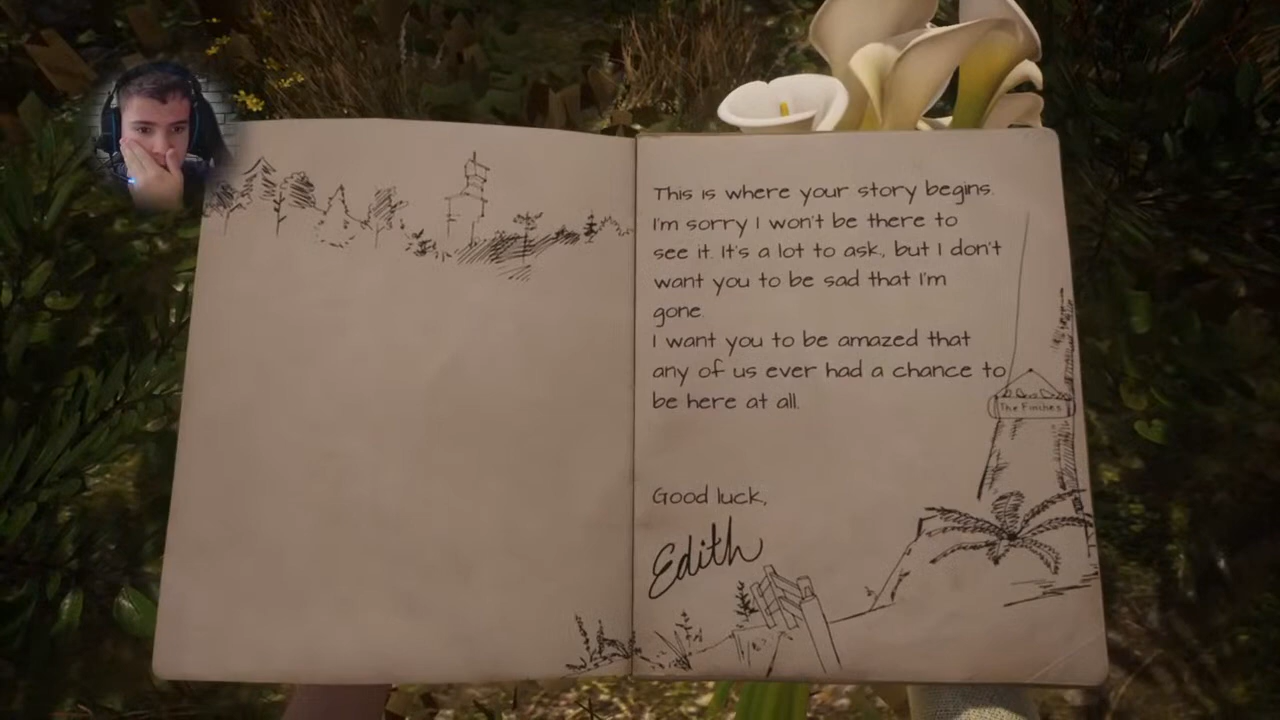 This is where your story begins.
I'm sorry I won't be there to
see it. It's a lot to ask, but I don't
want you to be sad that I'm
gone.
I want you to be amazed that
any of us ever had a chance to
be here at all.
The Finches
Good luck,
Edith